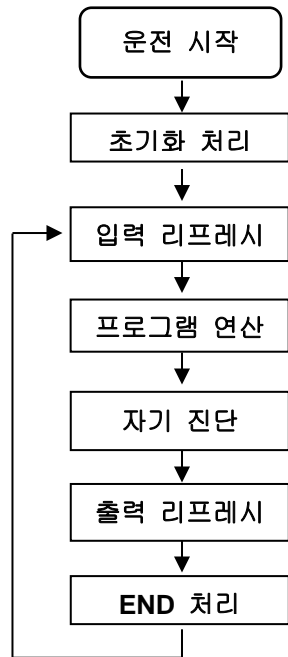 운전 시작
초기화 처리
입력 리프레시
프로그램 연산
자기 진단
출력 리프레시
END 처리